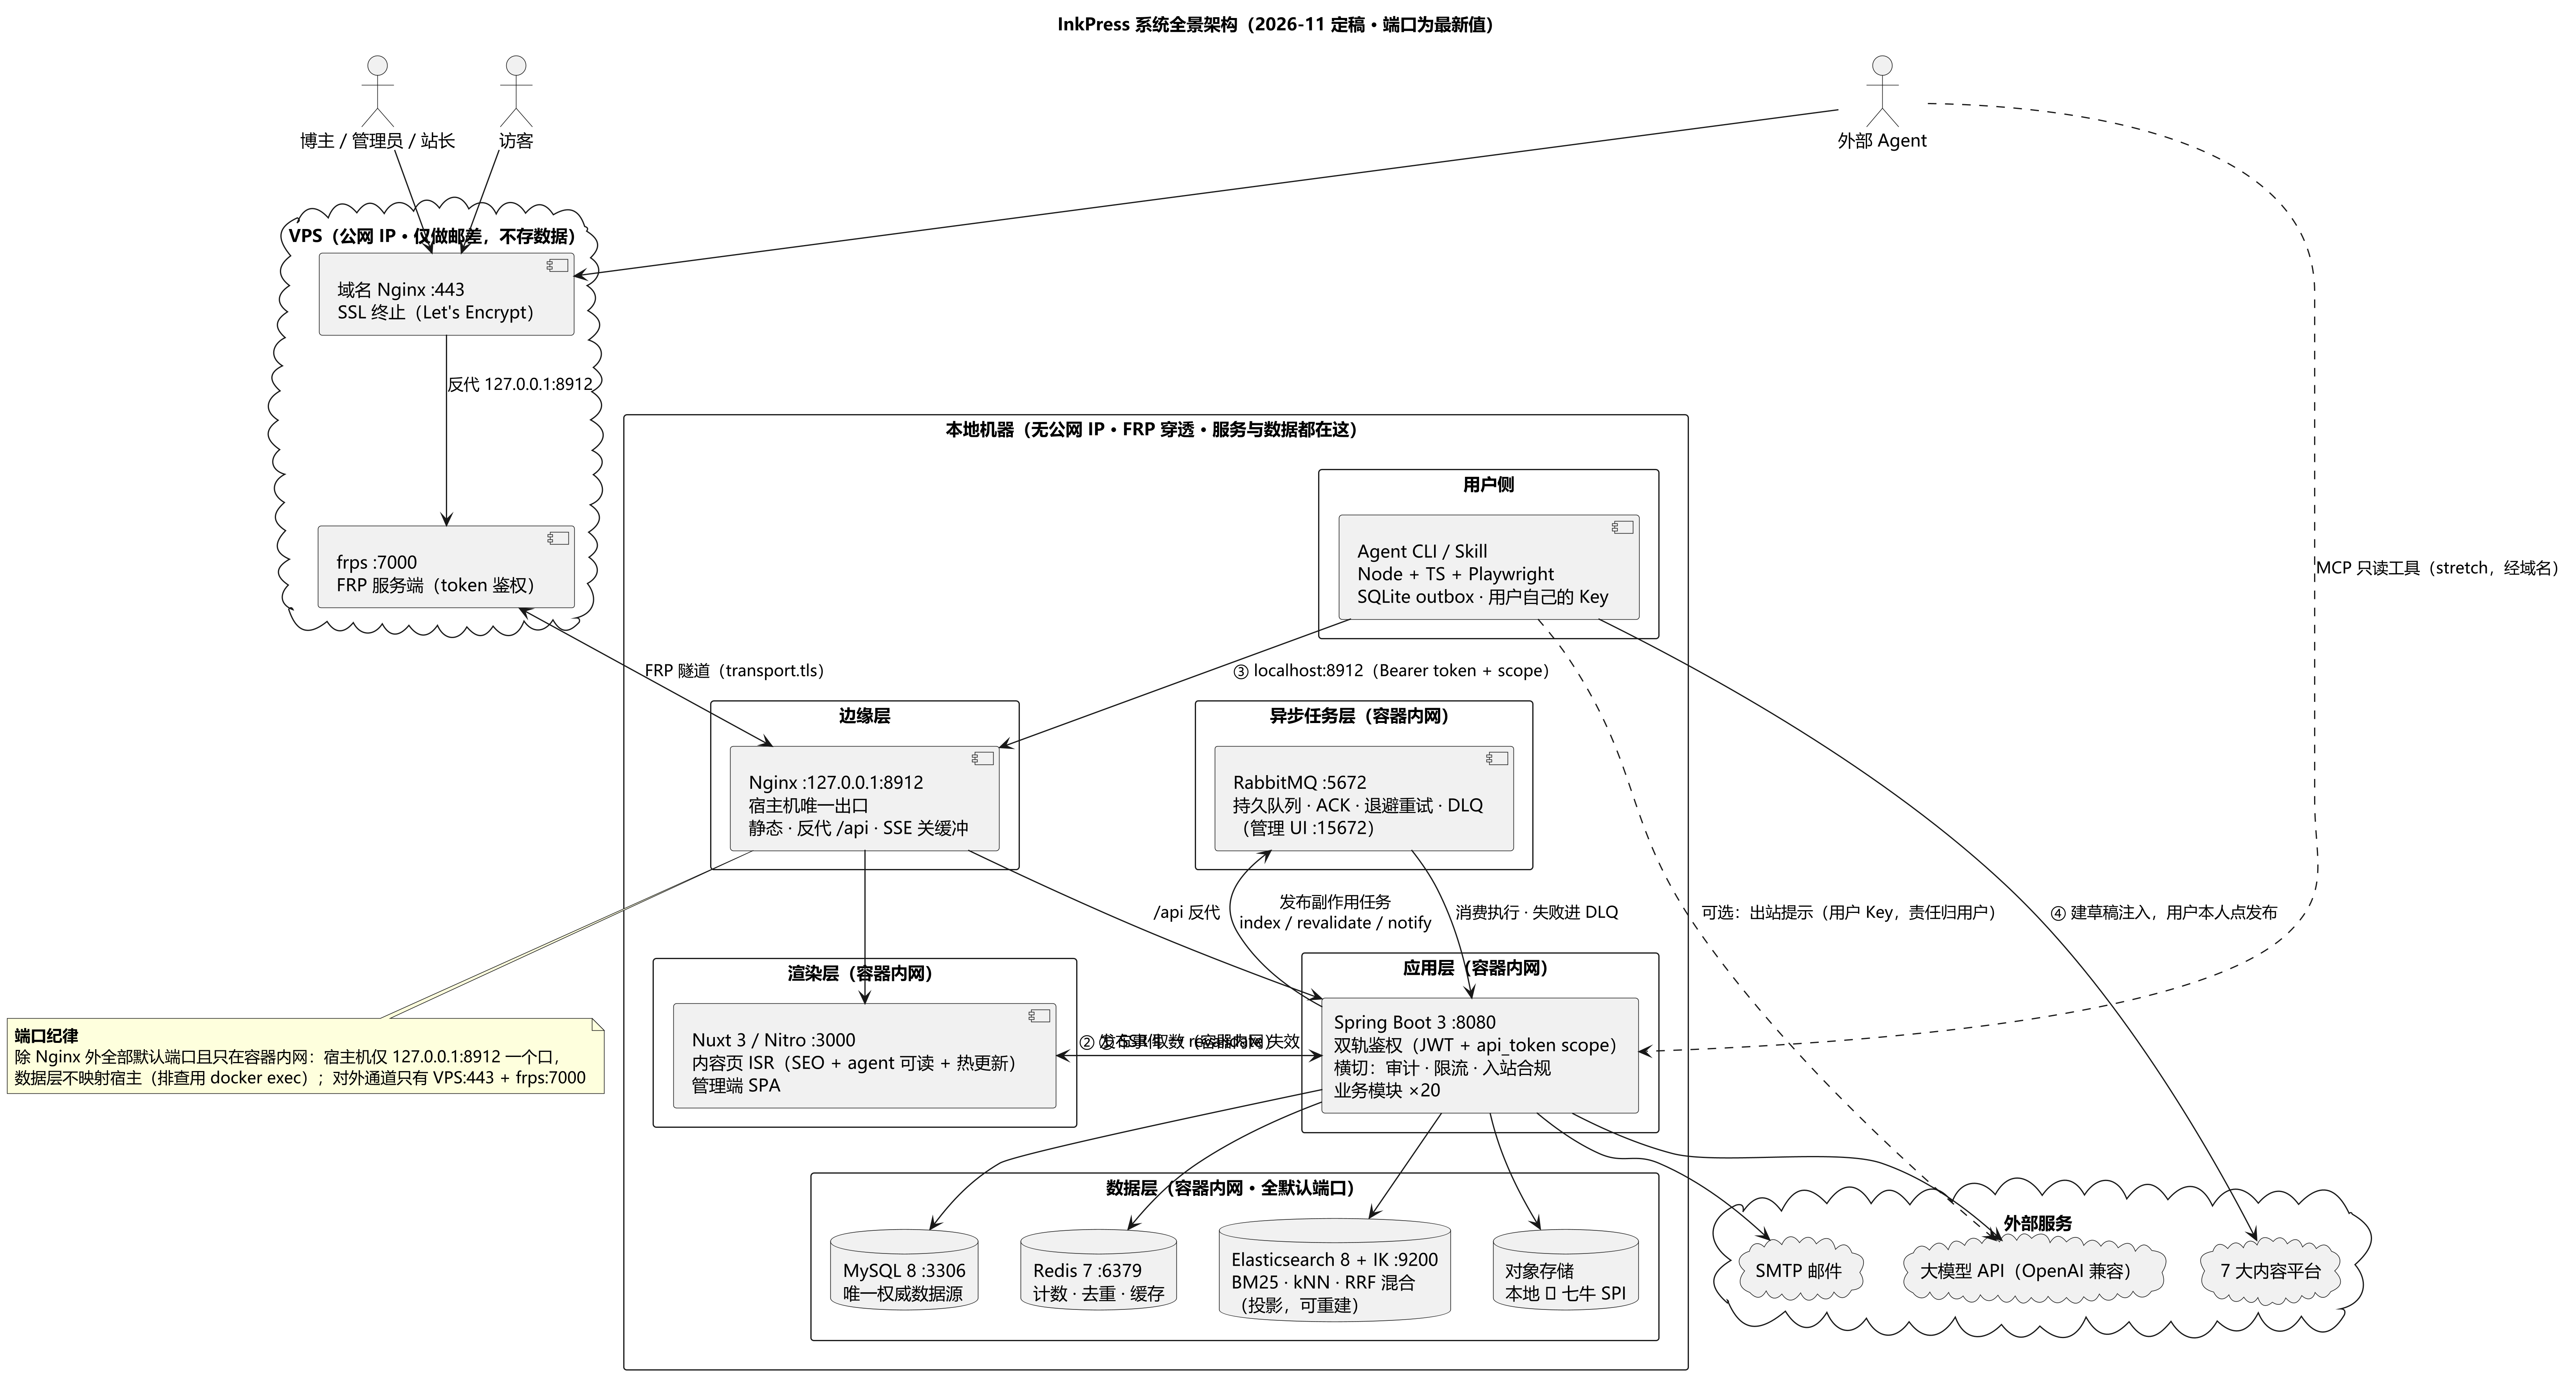 InkPress 系统全景架构（2026-11 定稿・端口为最新值）
博主 / 管理员 / 站长
访客
外部 Agent
VPS（公网 IP・仅做邮差，不存数据）
域名 Nginx :443
SSL 终止（Let's Encrypt）
反代 127.0.0.1:8912
frps :7000
FRP 服务端（token 鉴权）
本地机器（无公网 IP・FRP 穿透・服务与数据都在这）
用户侧
Agent CLI / Skill
Node + TS + Playwright
SQLite outbox · 用户自己的 Key
MCP 只读工具（stretch，经域名）
FRP 隧道（transport.tls）
③ localhost:8912（Bearer token + scope）
边缘层
Nginx :127.0.0.1:8912
宿主机唯一出口
静态 · 反代 /api · SSE 关缓冲
异步任务层（容器内网）
RabbitMQ :5672
持久队列 · ACK · 退避重试 · DLQ
（管理 UI :15672）
/api 反代
发布副作用任务
index / revalidate / notify
消费执行 · 失败进 DLQ
可选：出站提示（用户 Key，责任归用户）
④ 建草稿注入，用户本人点发布
端口纪律
除 Nginx 外全部默认端口且只在容器内网：宿主机仅 127.0.0.1:8912 一个口，
数据层不映射宿主（排查用 docker exec）；对外通道只有 VPS:443 + frps:7000
渲染层（容器内网）
Nuxt 3 / Nitro :3000
内容页 ISR（SEO + agent 可读 + 热更新）
管理端 SPA
应用层（容器内网）
Spring Boot 3 :8080
双轨鉴权（JWT + api_token scope）
横切：审计 · 限流 · 入站合规
业务模块 ×20
数据层（容器内网・全默认端口）
MySQL 8 :3306
唯一权威数据源
Redis 7 :6379
计数 · 去重 · 缓存
Elasticsearch 8 + IK :9200
BM25 · kNN · RRF 混合
（投影，可重建）
对象存储
本地 七牛 SPI
外部服务
SMTP 邮件
大模型 API（OpenAI 兼容）
7 大内容平台